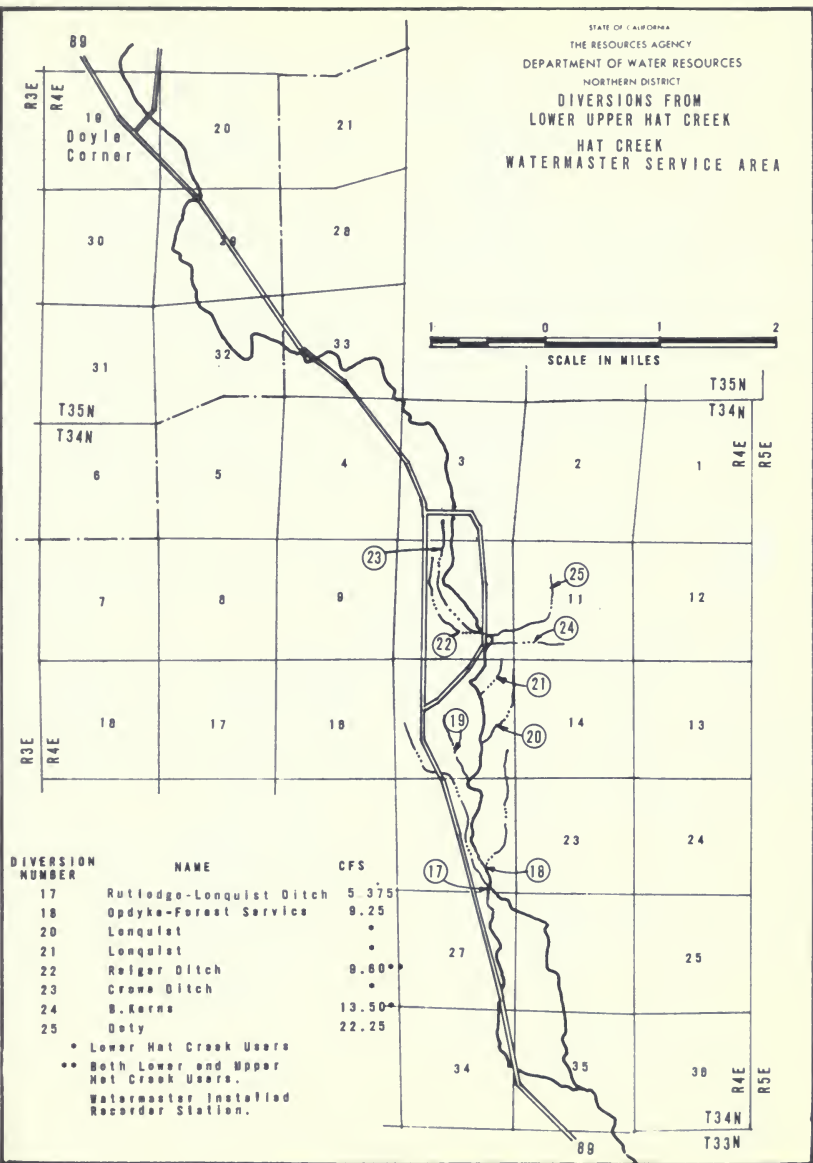 STATE OF CALIFORNIA
THE RESOURCES AGENCY
DEPARTMENT OF WATER RESOURCES
NORTHERN DISTRICT
DIVERSIONS FROM
LOWER UPPER HAT CREEK
HAT CREEK
WATERMASTER SERVICE AREA
89
R3E R4E
19 20 21
Doyle
Corner
30 29 28
31 32 33
1 0 1 2
SCALE IN MILES
T35N
T34N
T35N
T34N
6 5 4 3 2 1
R4E R5E
23
25
7 8 9 11 12
24
22
21
18 17 16 19 14 13
20
R3E R4E
23 24
17 18
27 25
34 35 36
R4E R5E
T34N
T33N
89
DIVERSION
NUMBER NAME CFS
17 Rutledge-Lonquist Ditch 5.375
18 Opdyke-Forest Service 9.25
20 Lonquist *
21 Lonquist *
22 Reiger Ditch 9.60**
23 Crowe Ditch *
24 B.Kerns 13.50*
25 Doty 22.25
* Lower Hat Creek Users
** Both Lower and Upper
Hat Creek Users.
Watermaster Installed
Recorder Station.